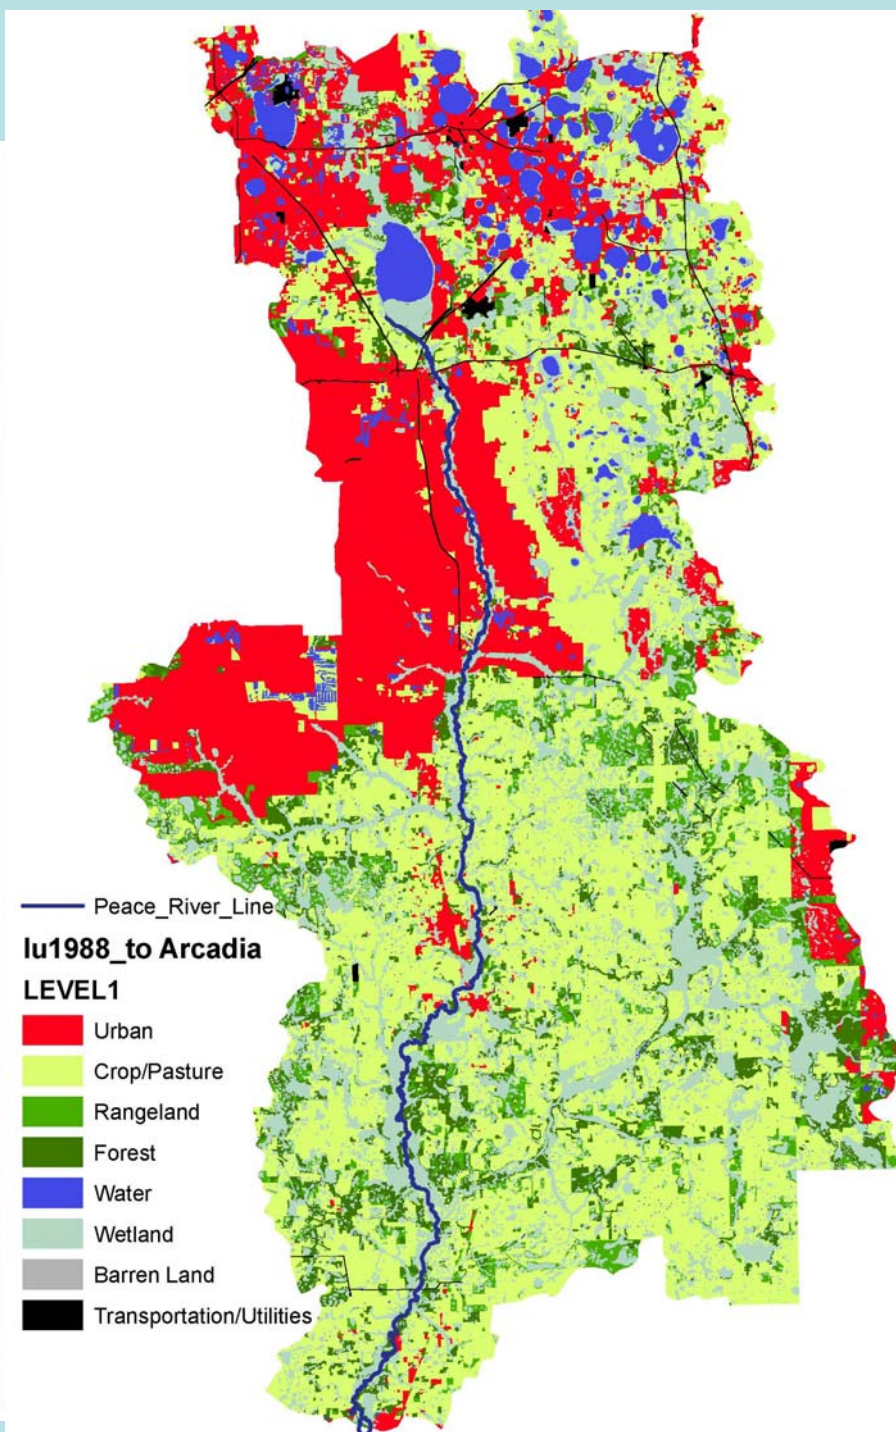 Peace_River_Line
lu1988_to Arcadia
LEVEL1
Urban
Crop/Pasture
Rangeland
Forest
Water
Wetland
Barren Land
Transportation/Utilities